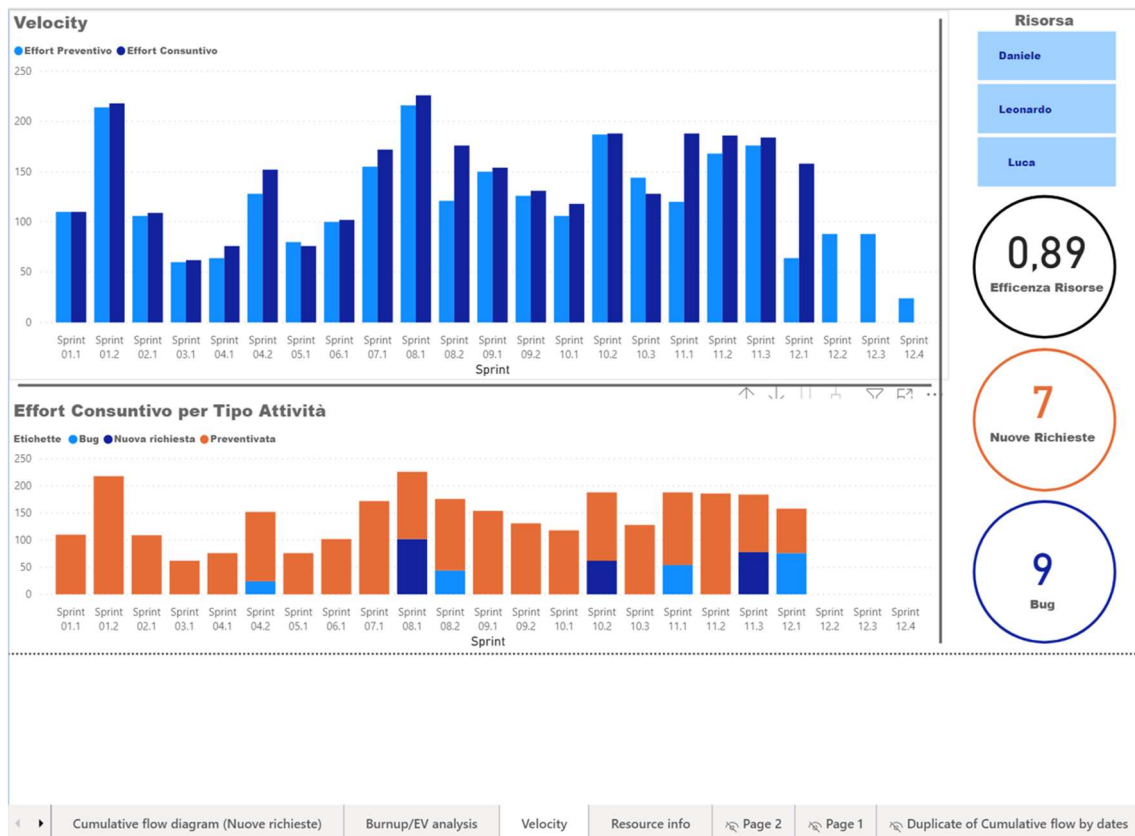 Velocity
Effort Preventivo Effort Consuntivo
250
200
150
100
50
0
Sprint Sprint Sprint Sprint Sprint Sprint Sprint Sprint Sprint Sprint Sprint Sprint Sprint Sprint Sprint Sprint Sprint Sprint Sprint Sprint Sprint Sprint Sprint
01.1 01.2 02.1 03.1 04.1 04.2 05.1 06.1 07.1 08.1 08.2 09.1 09.2 10.1 10.2 10.3 11.1 11.2 11.3 12.1 12.2 12.3 12.4
Sprint
Effort Consuntivo per Tipo Attività
Etichette Bug Nuova richiesta Preventivata
250
200
150
100
50
0
Sprint Sprint Sprint Sprint Sprint Sprint Sprint Sprint Sprint Sprint Sprint Sprint Sprint Sprint Sprint Sprint Sprint Sprint Sprint Sprint Sprint Sprint Sprint
01.1 01.2 02.1 03.1 04.1 04.2 05.1 06.1 07.1 08.1 08.2 09.1 09.2 10.1 10.2 10.3 11.1 11.2 11.3 12.1 12.2 12.3 12.4
Sprint
Risorsa
Daniele
Leonardo
Luca
0,89
Efficenza Risorse
7
Nuove Richieste
9
Bug
Cumulative flow diagram (Nuove richieste) Burnup/EV analysis Velocity Resource info Page 2 Page 1 Duplicate of Cumulative flow by dates